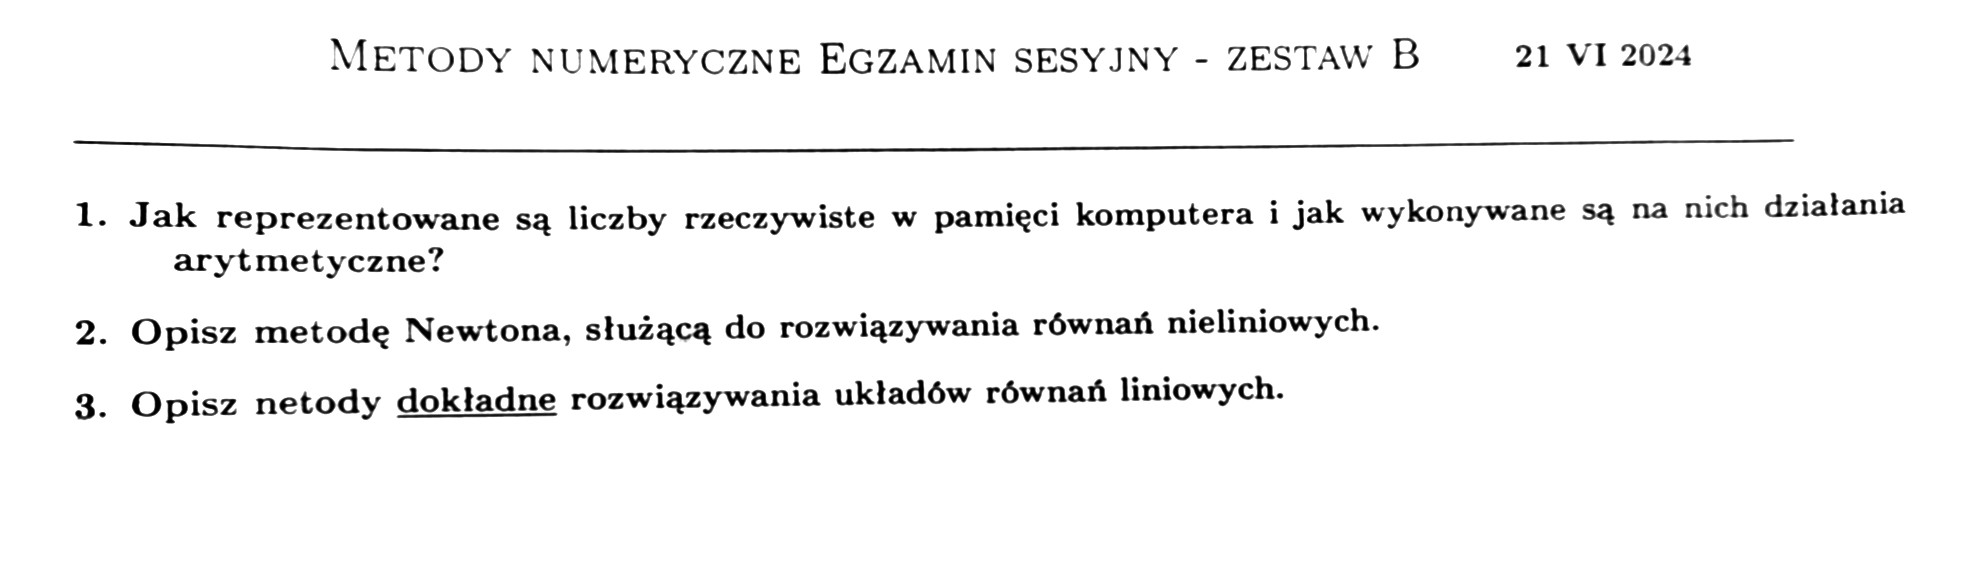 METODY NUMERYCZNE EGZAMIN SESYJNY - ZESTAW B 21 VI 2024
1. Jak reprezentowane są liczby rzeczywiste w pamięci komputera i jak wykonywane są na nich działania
arytmetyczne?
2. Opisz metodę Newtona, służącą do rozwiązywania równań nieliniowych.
3. Opisz netody dokładne rozwiązywania układów równań liniowych.